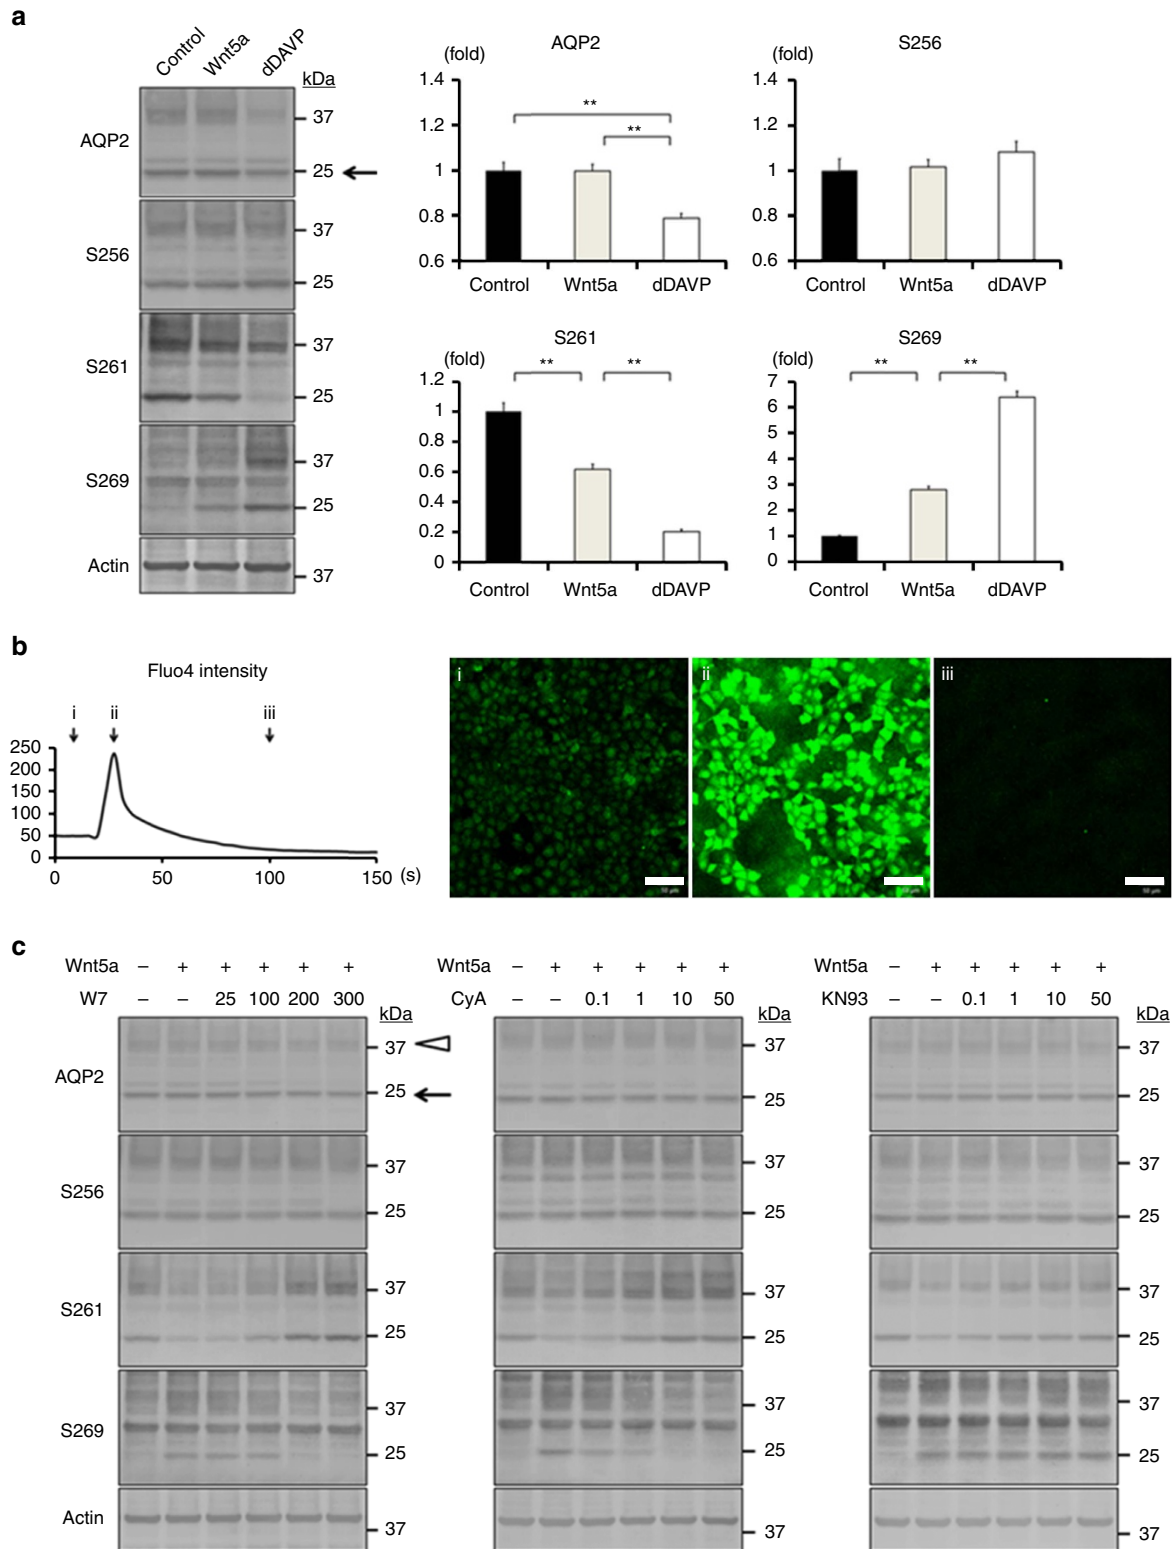 a
Control Wnt5a dDAVP
kDa
AQP2
37
25
S256
37
25
S261
37
25
S269
37
25
Actin
37
AQP2
(fold)
1.4
1.2
1
0.8
0.6
** **
Control Wnt5a dDAVP
S256
(fold)
1.4
1.2
1
0.8
0.6
Control Wnt5a dDAVP
S261
(fold)
1.2
1
0.8
0.6
0.4
0.2
0
** **
Control Wnt5a dDAVP
S269
(fold)
7
6
5
4
3
2
1
0
** **
Control Wnt5a dDAVP
b
Fluo4 intensity
i ii iii
250
200
150
100
50
0
0 50 100 150 (s)
i
ii
iii
c
Wnt5a – + + + + +
W7 – – 25 100 200 300
kDa
AQP2
37
25
S256
37
25
S261
37
25
S269
37
25
Actin
37
Wnt5a – + + + + +
CyA – – 0.1 1 10 50
kDa
37
25
37
25
37
25
37
25
37
Wnt5a – + + + + +
KN93 – – 0.1 1 10 50
kDa
37
25
37
25
37
25
37
25
37